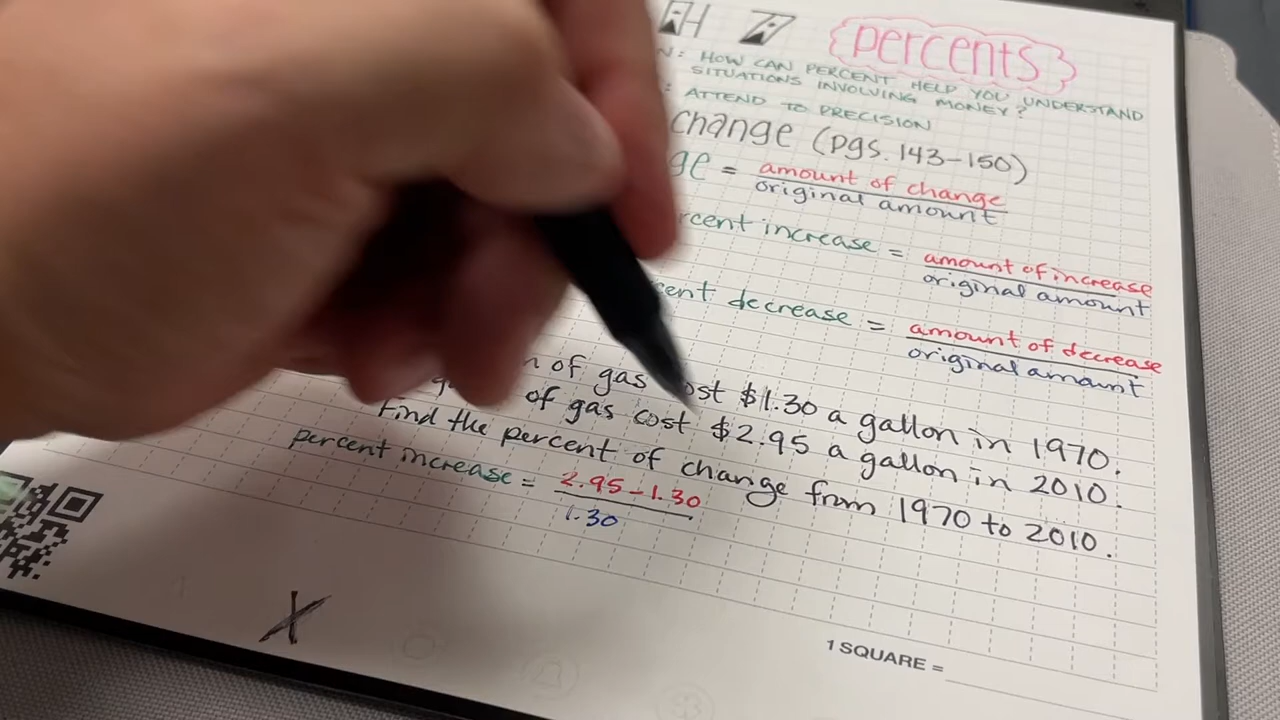 percents
HOW CAN PERCENT HELP YOU UNDERSTAND
SITUATIONS INVOLVING MONEY?
ATTEND TO PRECISION
change (pgs. 143-150)
= amount of change
original amount
increase = amount of increase
original amount
decrease = amount of decrease
original amount
of gas cost $1.30 a gallon in 1970.
of gas cost $2.95 a gallon in 2010.
Find the percent of change from 1970 to 2010.
percent increase = 2.95-1.30
1.30
X
1 SQUARE =